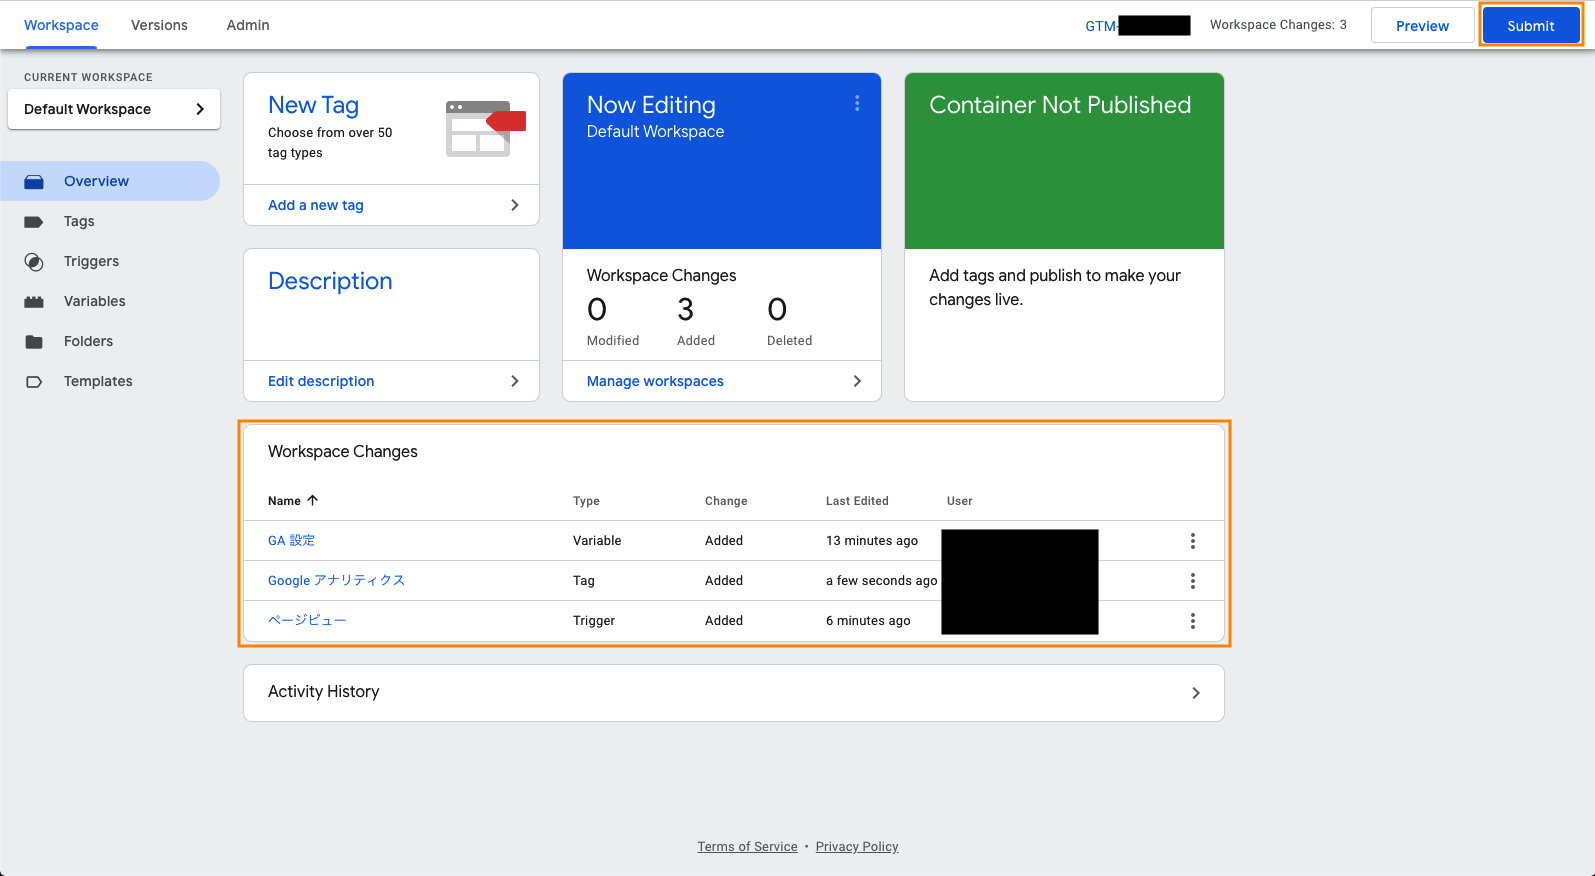 Workspace
Versions
Admin
GTM-
Workspace Changes: 3
Preview
Submit
CURRENT WORKSPACE
Default Workspace
Overview
Tags
Triggers
Variables
Folders
Templates
New Tag
Choose from over 50
tag types
Add a new tag
Description
Edit description
Now Editing
Default Workspace
Workspace Changes
0 3 0
Modified Added Deleted
Manage workspaces
Container Not Published
Add tags and publish to make your
changes live.
Workspace Changes
Name Type Change Last Edited User
GA 設定 Variable Added 13 minutes ago
Google アナリティクス Tag Added a few seconds ago
ページビュー Trigger Added 6 minutes ago
Activity History
Terms of Service • Privacy Policy